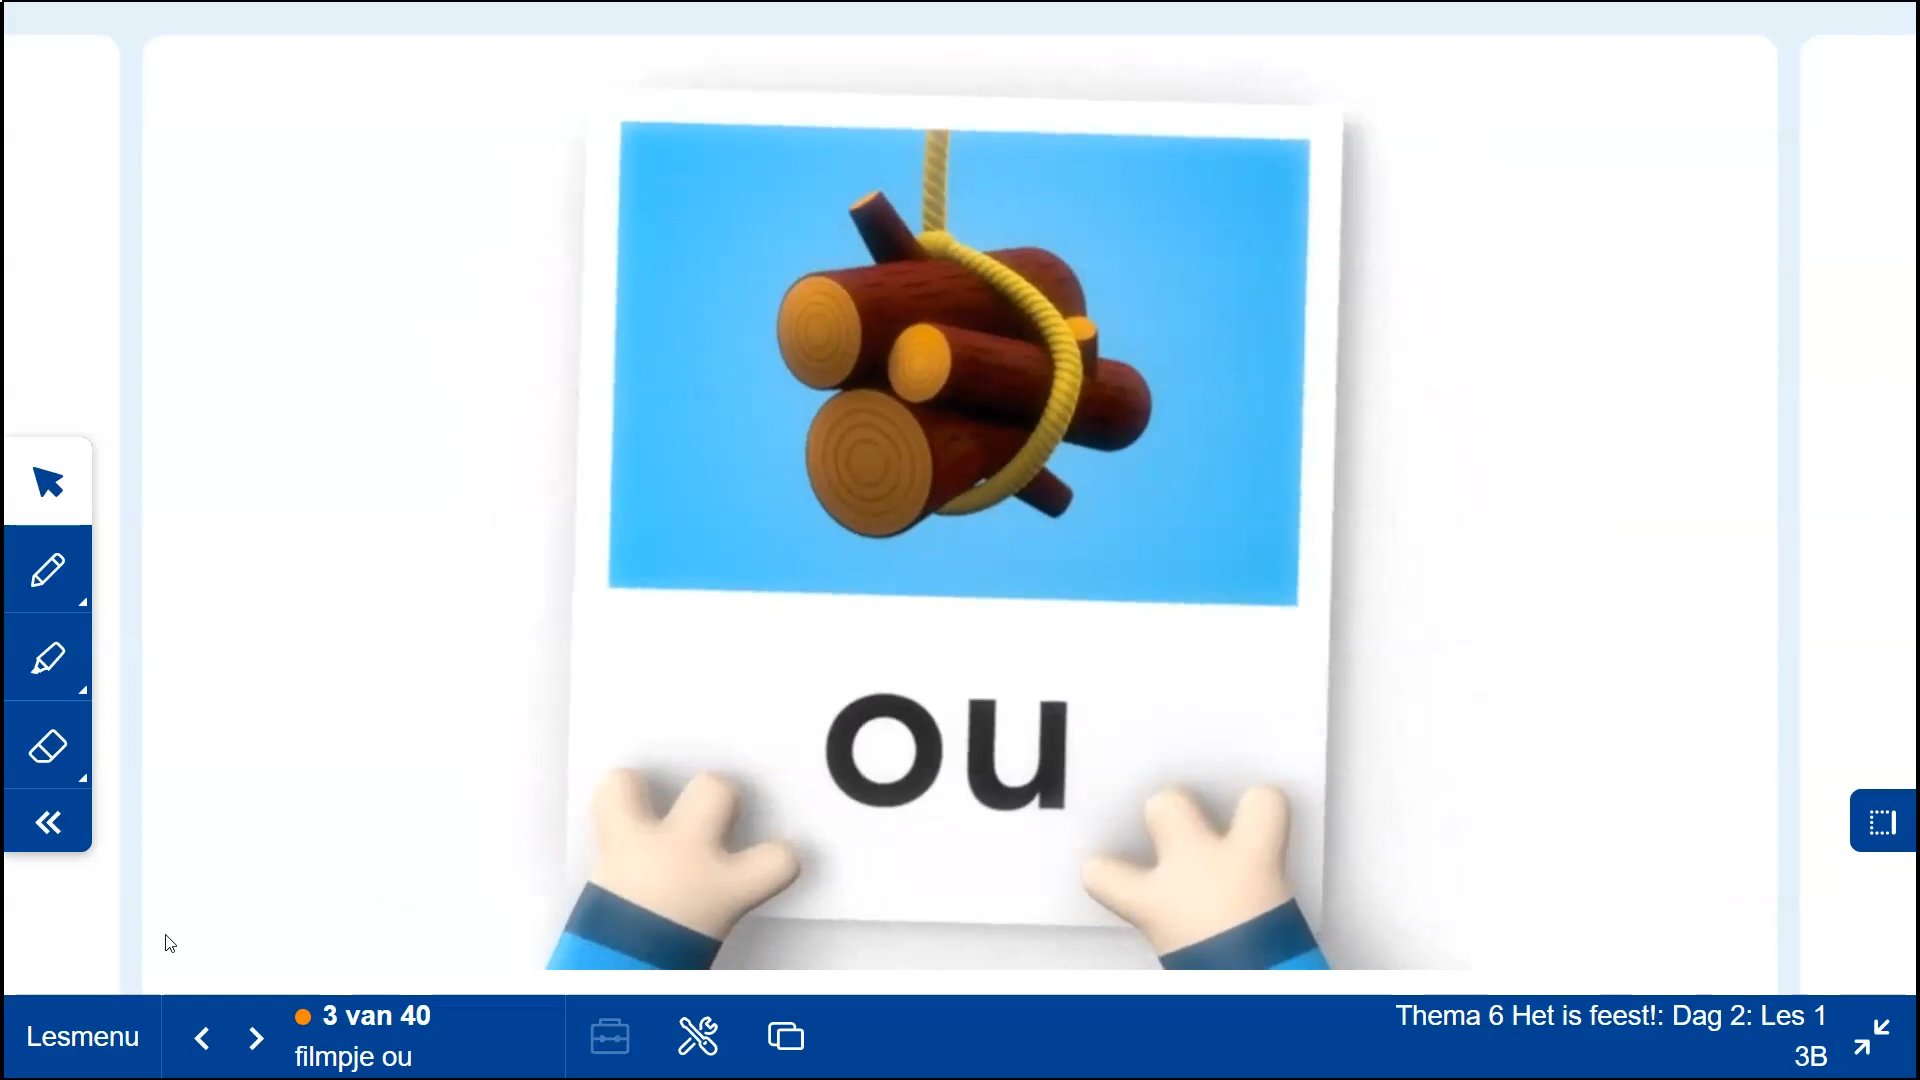 ou
Lesmenu
3 van 40
filmpje ou
Thema 6 Het is feest!: Dag 2: Les 1
3B